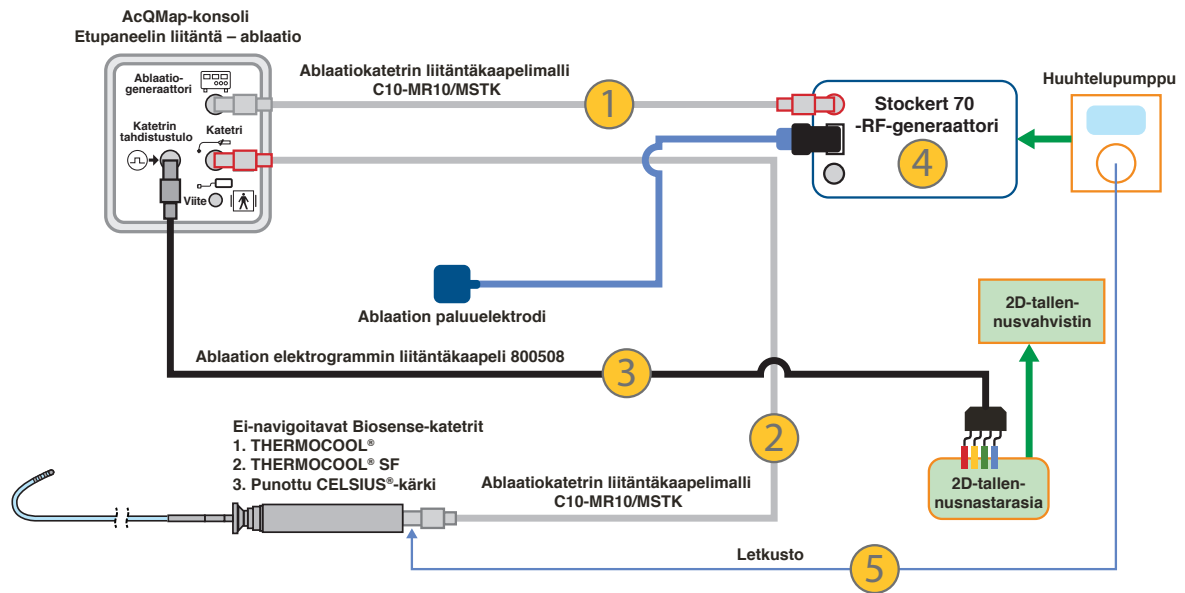 AcQMap-konsoli
Etupaneelin liitäntä – ablaatio
Ablaatio-
generaattori
Katetrin
tahdistustulo
Katetri
Viite
Ablaatiokatetrin liitäntäkaapelimalli
C10-MR10/MSTK
1
Stockert 70
-RF-generaattori
4
Huuhtelupumppu
Ablaation paluuelektrodi
2D-tallen-
nusvahvistin
Ablaation elektrogrammin liitäntäkaapeli 800508
3
2
Ei-navigoitavat Biosense-katetrit
1. THERMOCOOL®
2. THERMOCOOL® SF
3. Punottu CELSIUS®-kärki
Ablaatiokatetrin liitäntäkaapelimalli
C10-MR10/MSTK
2D-tallen-
nusnastarasia
Letkusto
5